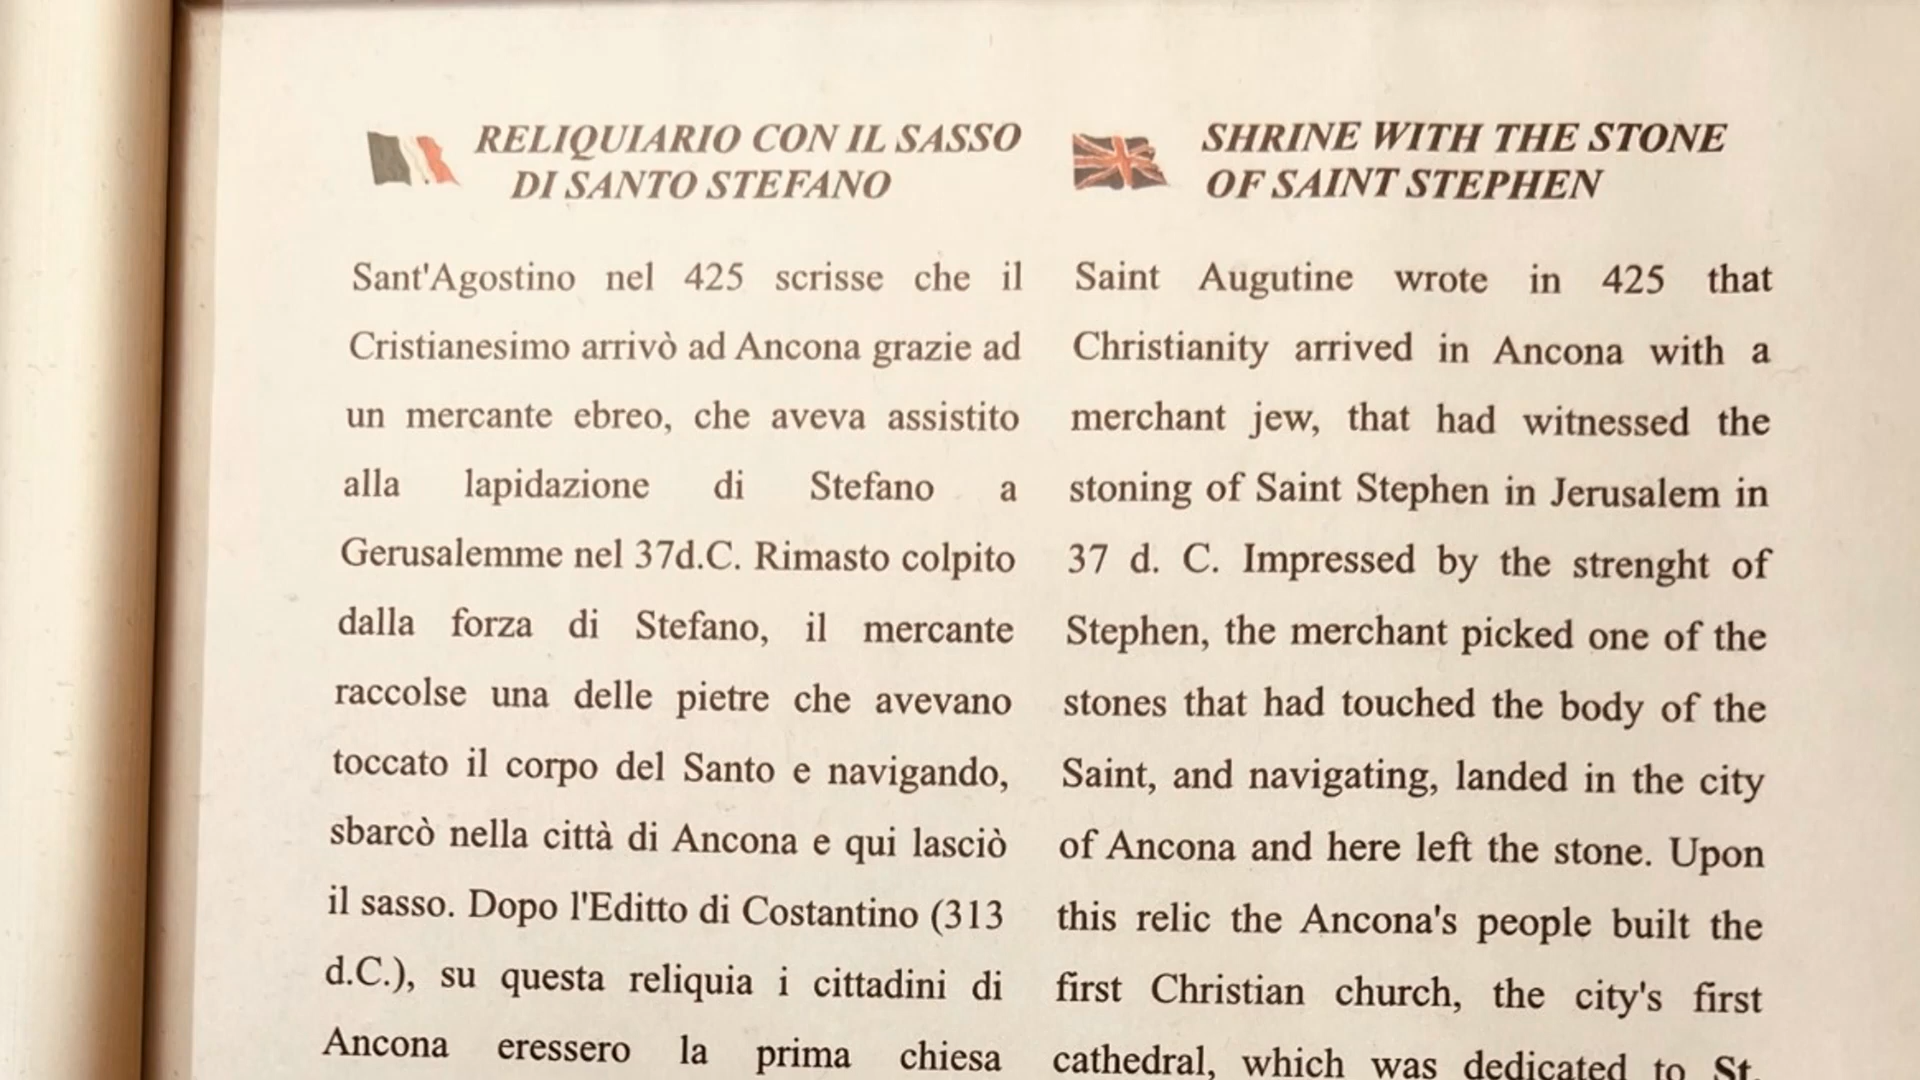 RELIQUIARIO CON IL SASSO
DI SANTO STEFANO
Sant'Agostino nel 425 scrisse che il
Cristianesimo arrivò ad Ancona grazie ad
un mercante ebreo, che aveva assistito
alla lapidazione di Stefano a
Gerusalemme nel 37d.C. Rimasto colpito
dalla forza di Stefano, il mercante
raccolse una delle pietre che avevano
toccato il corpo del Santo e navigando,
sbarcò nella città di Ancona e qui lasciò
il sasso. Dopo l'Editto di Costantino (313
d.C.), su questa reliquia i cittadini di
Ancona eressero la prima chiesa
SHRINE WITH THE STONE
OF SAINT STEPHEN
Saint Augutine wrote in 425 that
Christianity arrived in Ancona with a
merchant jew, that had witnessed the
stoning of Saint Stephen in Jerusalem in
37 d. C. Impressed by the strenght of
Stephen, the merchant picked one of the
stones that had touched the body of the
Saint, and navigating, landed in the city
of Ancona and here left the stone. Upon
this relic the Ancona's people built the
first Christian church, the city's first
cathedral, which was dedicated to St.